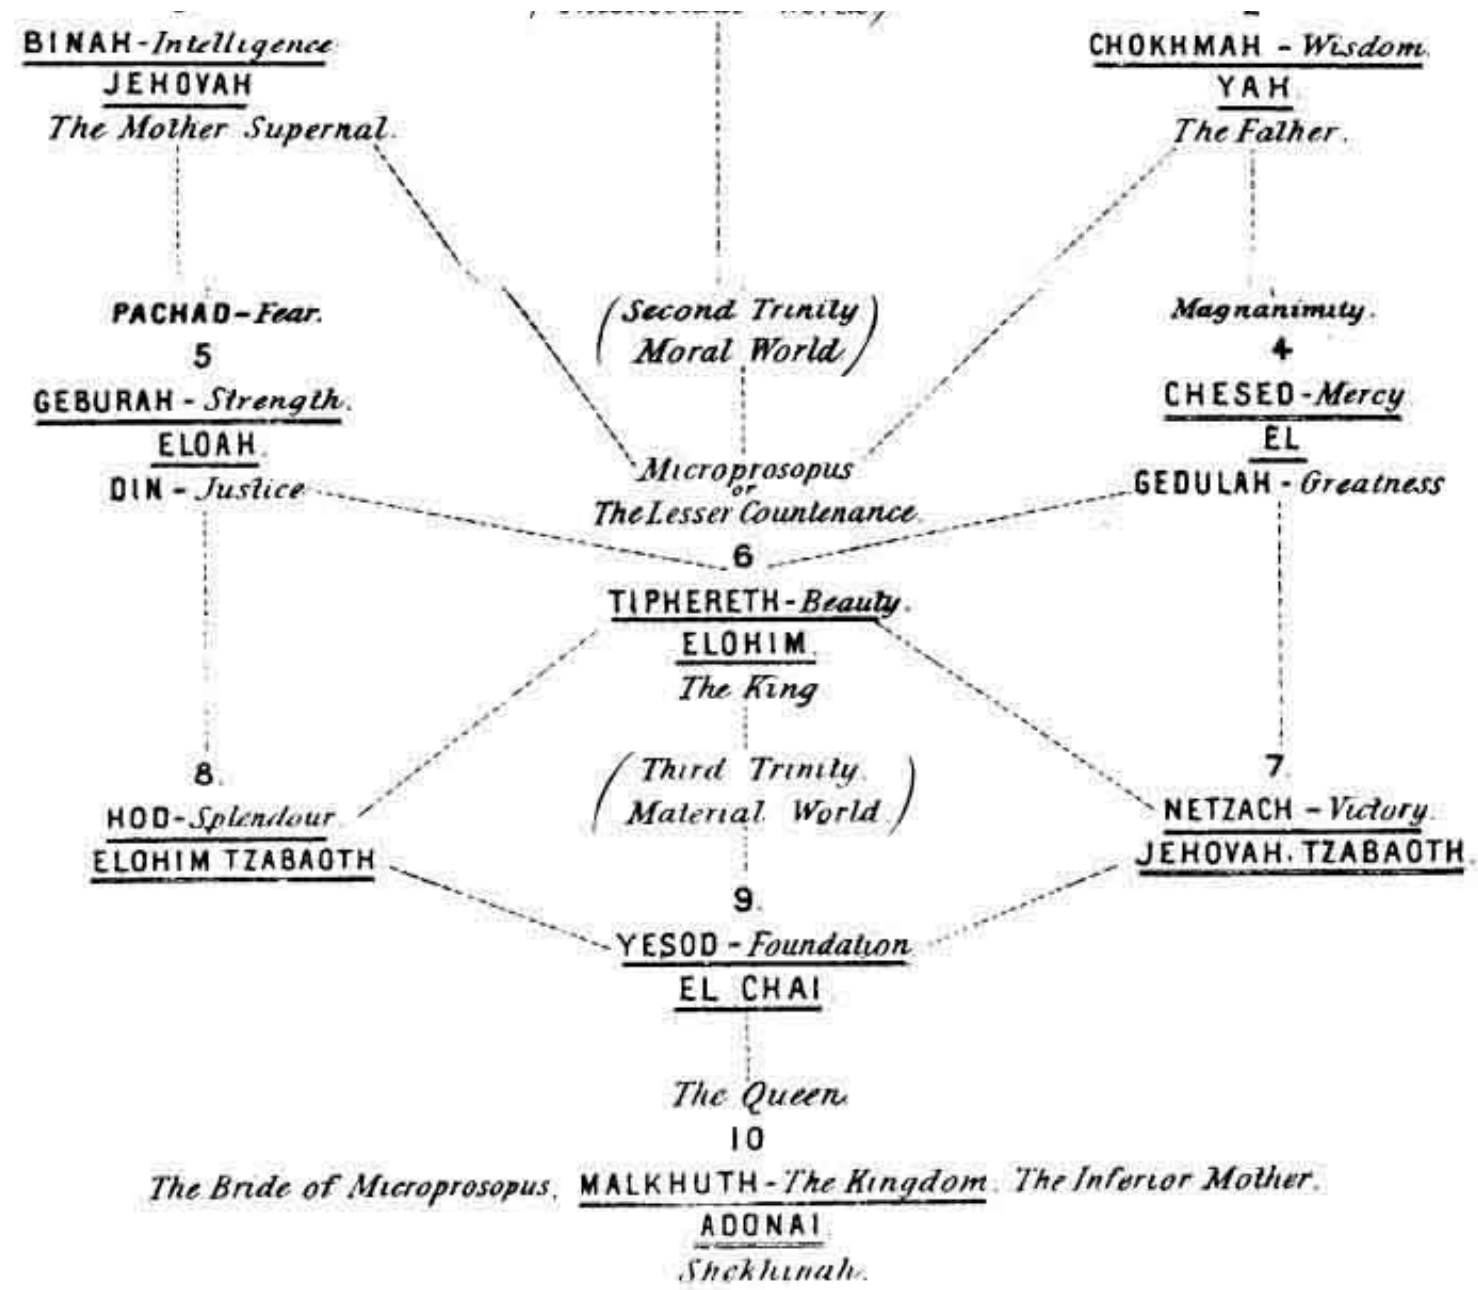 BINAH - Intelligence
JEHOVAH
The Mother Supernal.
CHOKHMAH - Wisdom.
YAH.
The Father.
PACHAD - Fear.
5
GEBURAH - Strength.
ELOAH.
DIN - Justice
(Second Trinity
Moral World)
Magnanimity.
4
CHESED - Mercy
EL
GEDULAH - Greatness
Microprosopus
or
The Lesser Countenance.
6
TIPHERETH - Beauty.
ELOHIM.
The King
8.
HOD - Splendour.
ELOHIM TZABAOTH
(Third Trinity.
Material World)
7.
NETZACH - Victory.
JEHOVAH. TZABAOTH.
9.
YESOD - Foundation.
EL CHAI
The Queen.
10
The Bride of Microprosopus, MALKHUTH - The Kingdom. The Inferior Mother.
ADONAI.
Shekhinah.